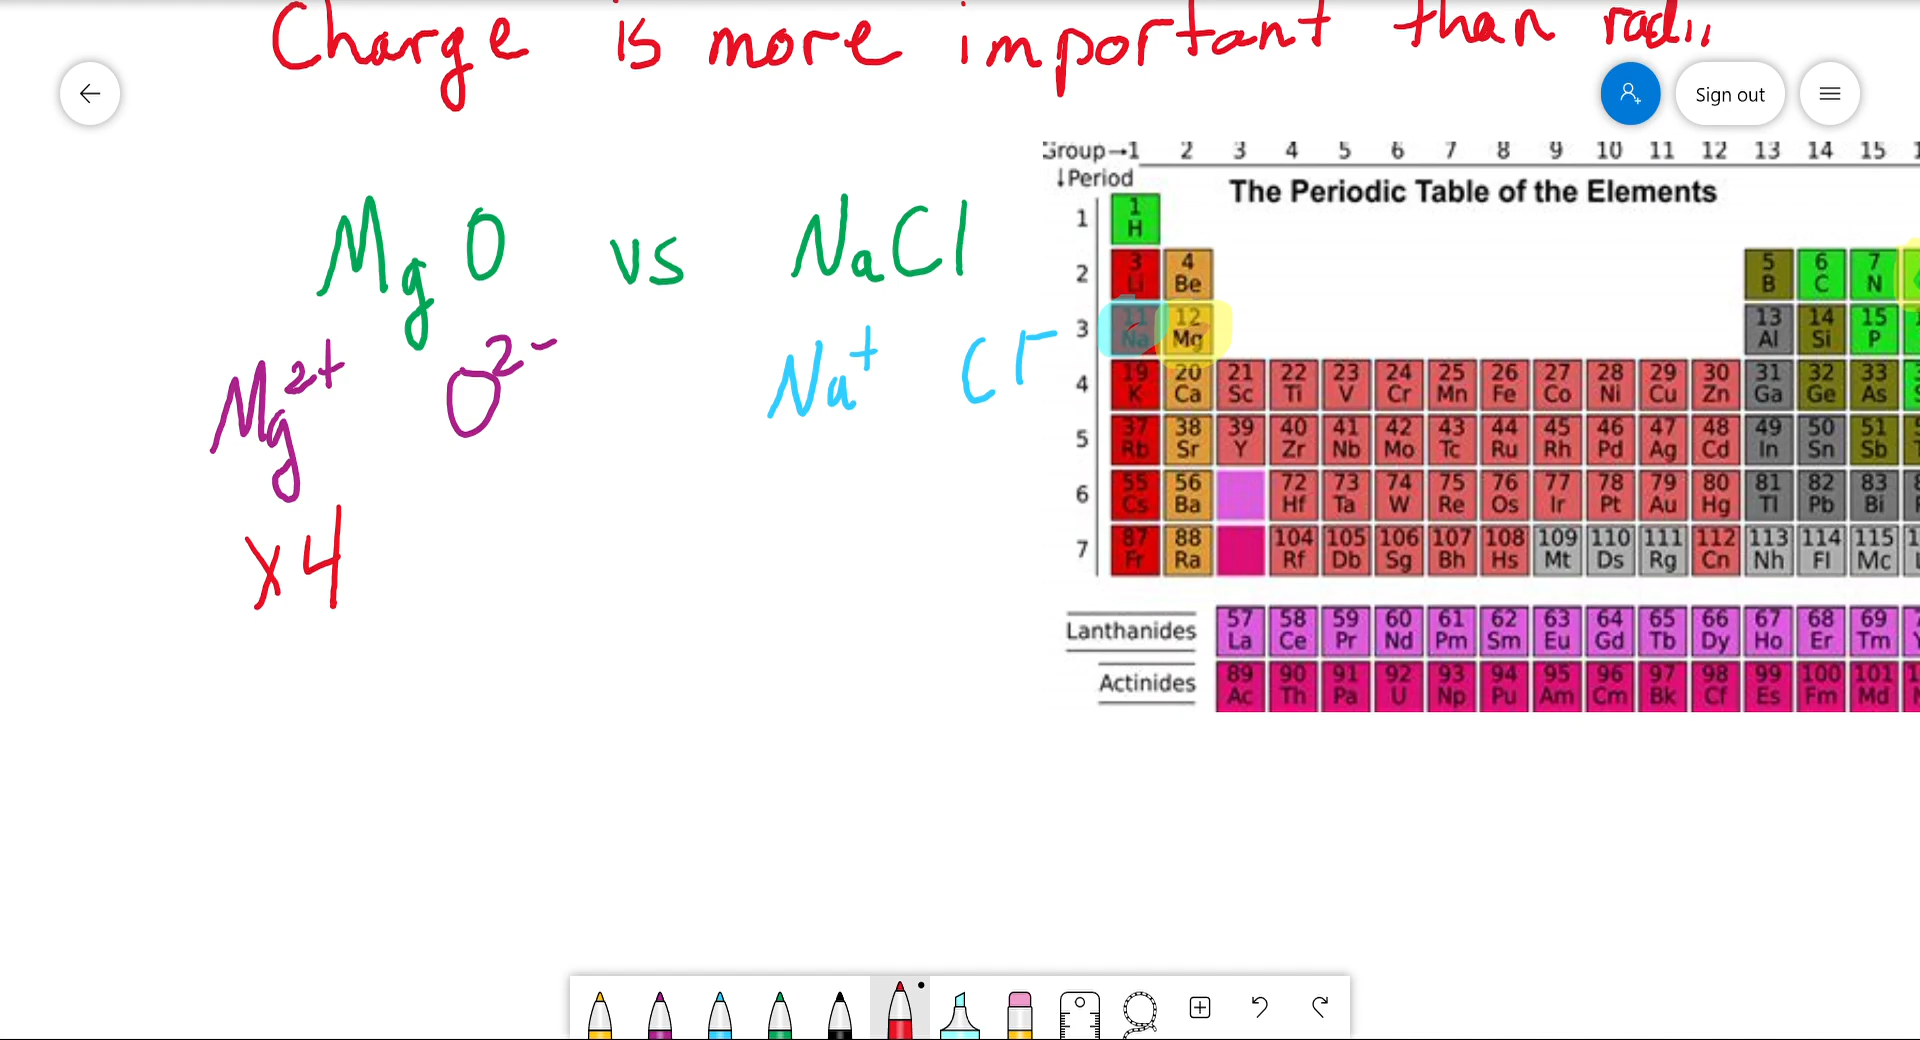 Charge is more important than radii
Sign out
Group→1 2 3 4 5 6 7 8 9 10 11 12 13 14 15
↓Period
The Periodic Table of the Elements
MgO vs NaCl
Mg2+ O2- Na+ Cl-
x4
1 1 H
2 3 Li 4 Be 5 B 6 C 7 N
3 11 Na 12 Mg 13 Al 14 Si 15 P
4 19 K 20 Ca 21 Sc 22 Ti 23 V 24 Cr 25 Mn 26 Fe 27 Co 28 Ni 29 Cu 30 Zn 31 Ga 32 Ge 33 As
5 37 Rb 38 Sr 39 Y 40 Zr 41 Nb 42 Mo 43 Tc 44 Ru 45 Rh 46 Pd 47 Ag 48 Cd 49 In 50 Sn 51 Sb
6 55 Cs 56 Ba 72 Hf 73 Ta 74 W 75 Re 76 Os 77 Ir 78 Pt 79 Au 80 Hg 81 Tl 82 Pb 83 Bi
7 87 Fr 88 Ra 104 Rf 105 Db 106 Sg 107 Bh 108 Hs 109 Mt 110 Ds 111 Rg 112 Cn 113 Nh 114 Fl 115 Mc
Lanthanides 57 La 58 Ce 59 Pr 60 Nd 61 Pm 62 Sm 63 Eu 64 Gd 65 Tb 66 Dy 67 Ho 68 Er 69 Tm
Actinides 89 Ac 90 Th 91 Pa 92 U 93 Np 94 Pu 95 Am 96 Cm 97 Bk 98 Cf 99 Es 100 Fm 101 Md